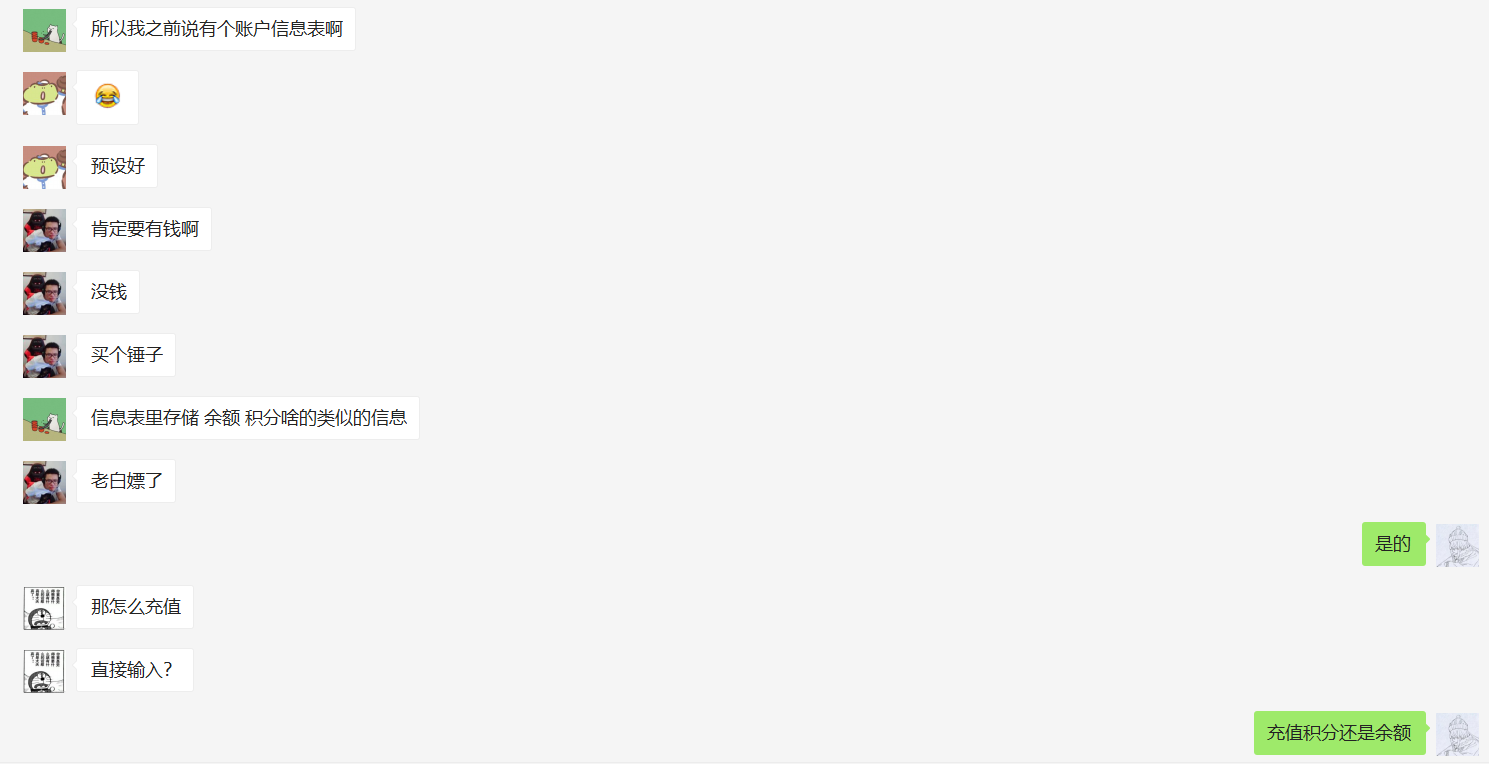 所以我之前说有个账户信息表啊
预设好
肯定要有钱啊
没钱
买个锤子
信息表里存储 余额 积分啥的类似的信息
老白嫖了
是的
那怎么充值
直接输入？
充值积分还是余额